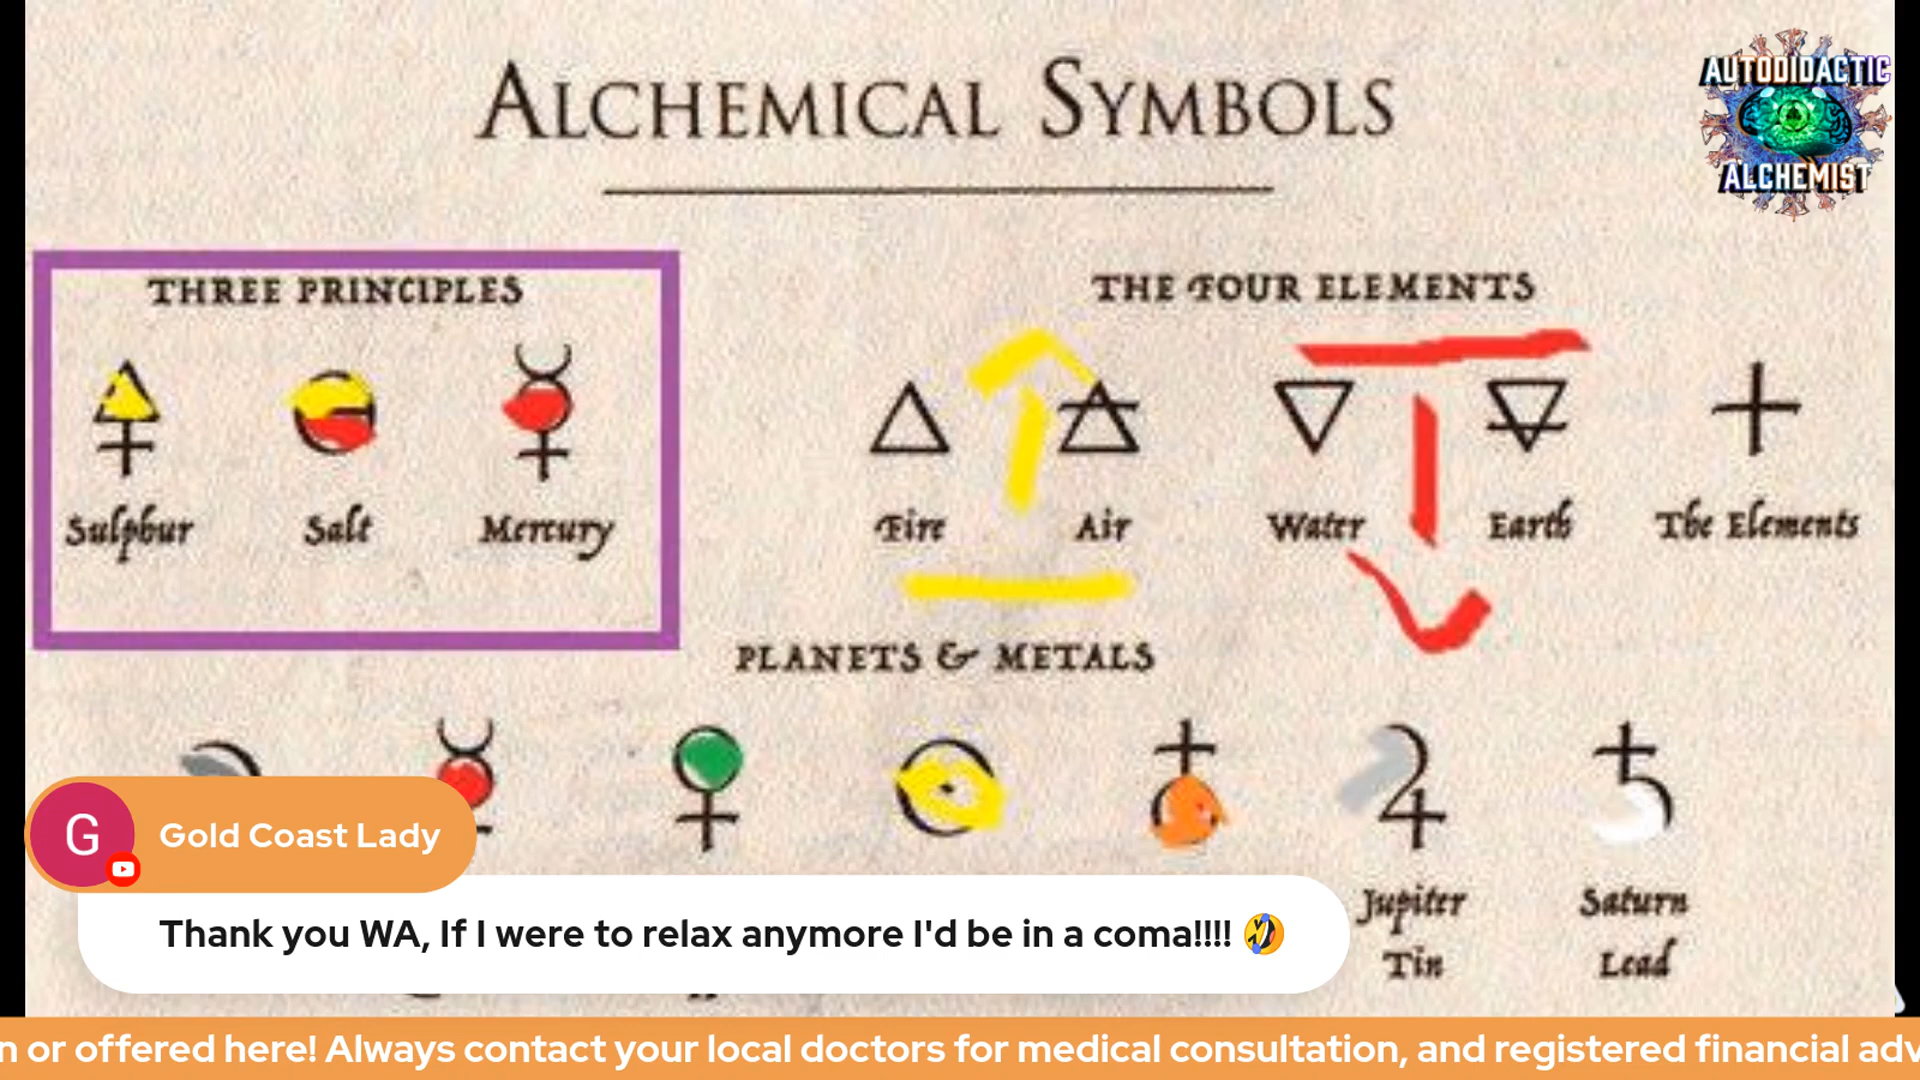 ALCHEMICAL SYMBOLS
AUTODIDACTIC
ALCHEMIST
THREE PRINCIPLES
Sulphur Salt Mercury
THE FOUR ELEMENTS
Fire Air Water Earth The Elements
PLANETS & METALS
Jupiter Saturn
Tin Lead
G Gold Coast Lady
Thank you WA, If I were to relax anymore I'd be in a coma!!!! 🤣
or offered here! Always contact your local doctors for medical consultation, and registered financial